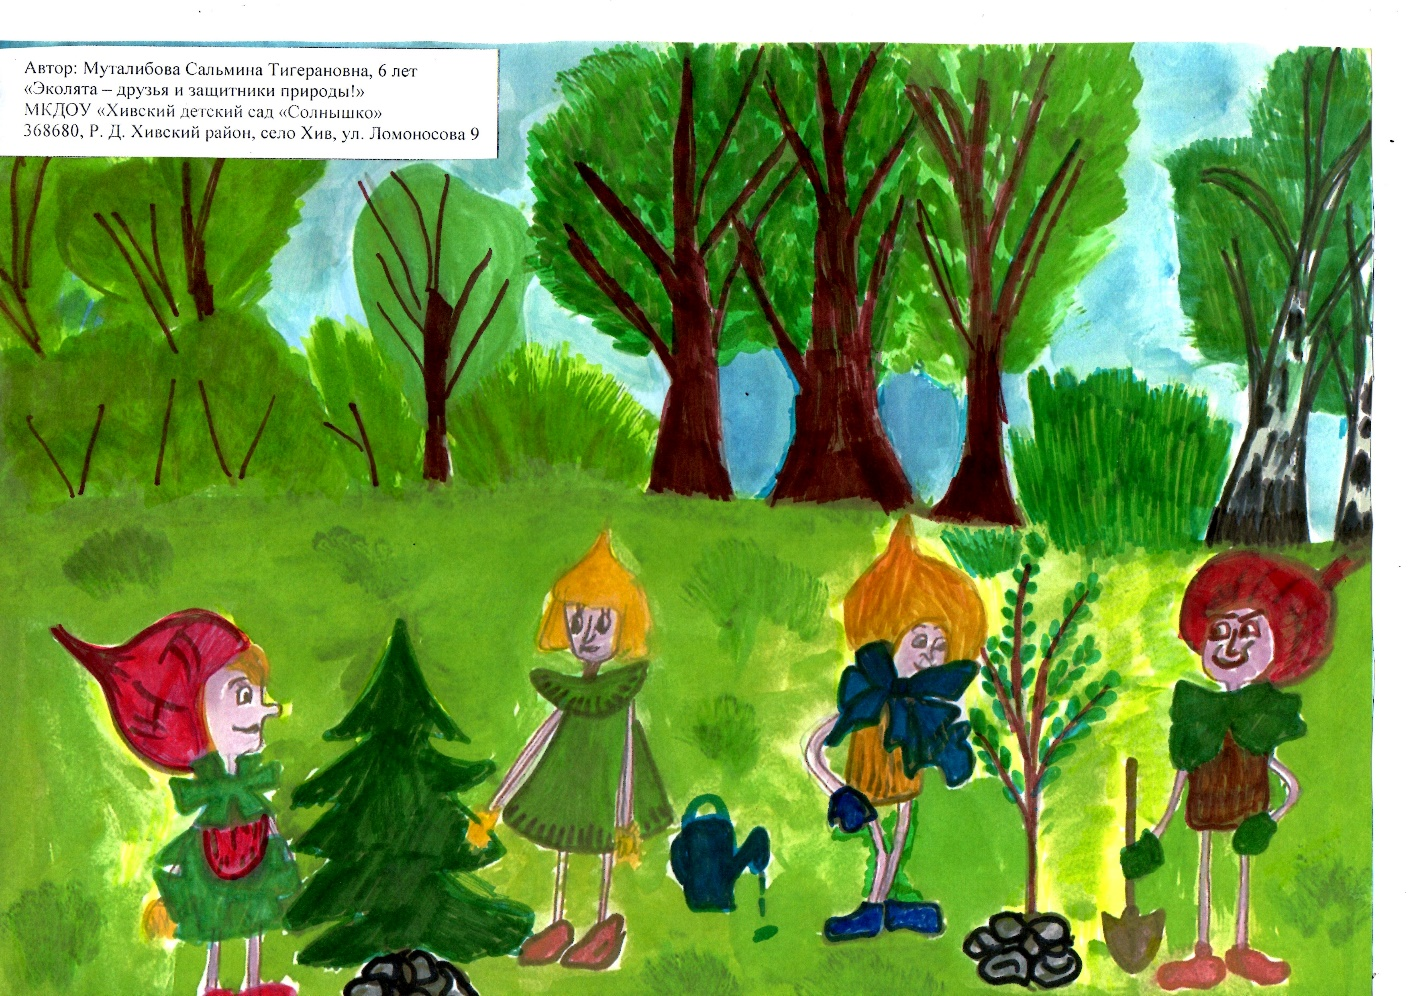 Автор: Муталибова Сальмина Тигерановна, 6 лет
«Эколята – друзья и защитники природы!»
МКДОУ «Хивский детский сад «Солнышко»
368680, Р. Д. Хивский район, село Хив, ул. Ломоносова 9